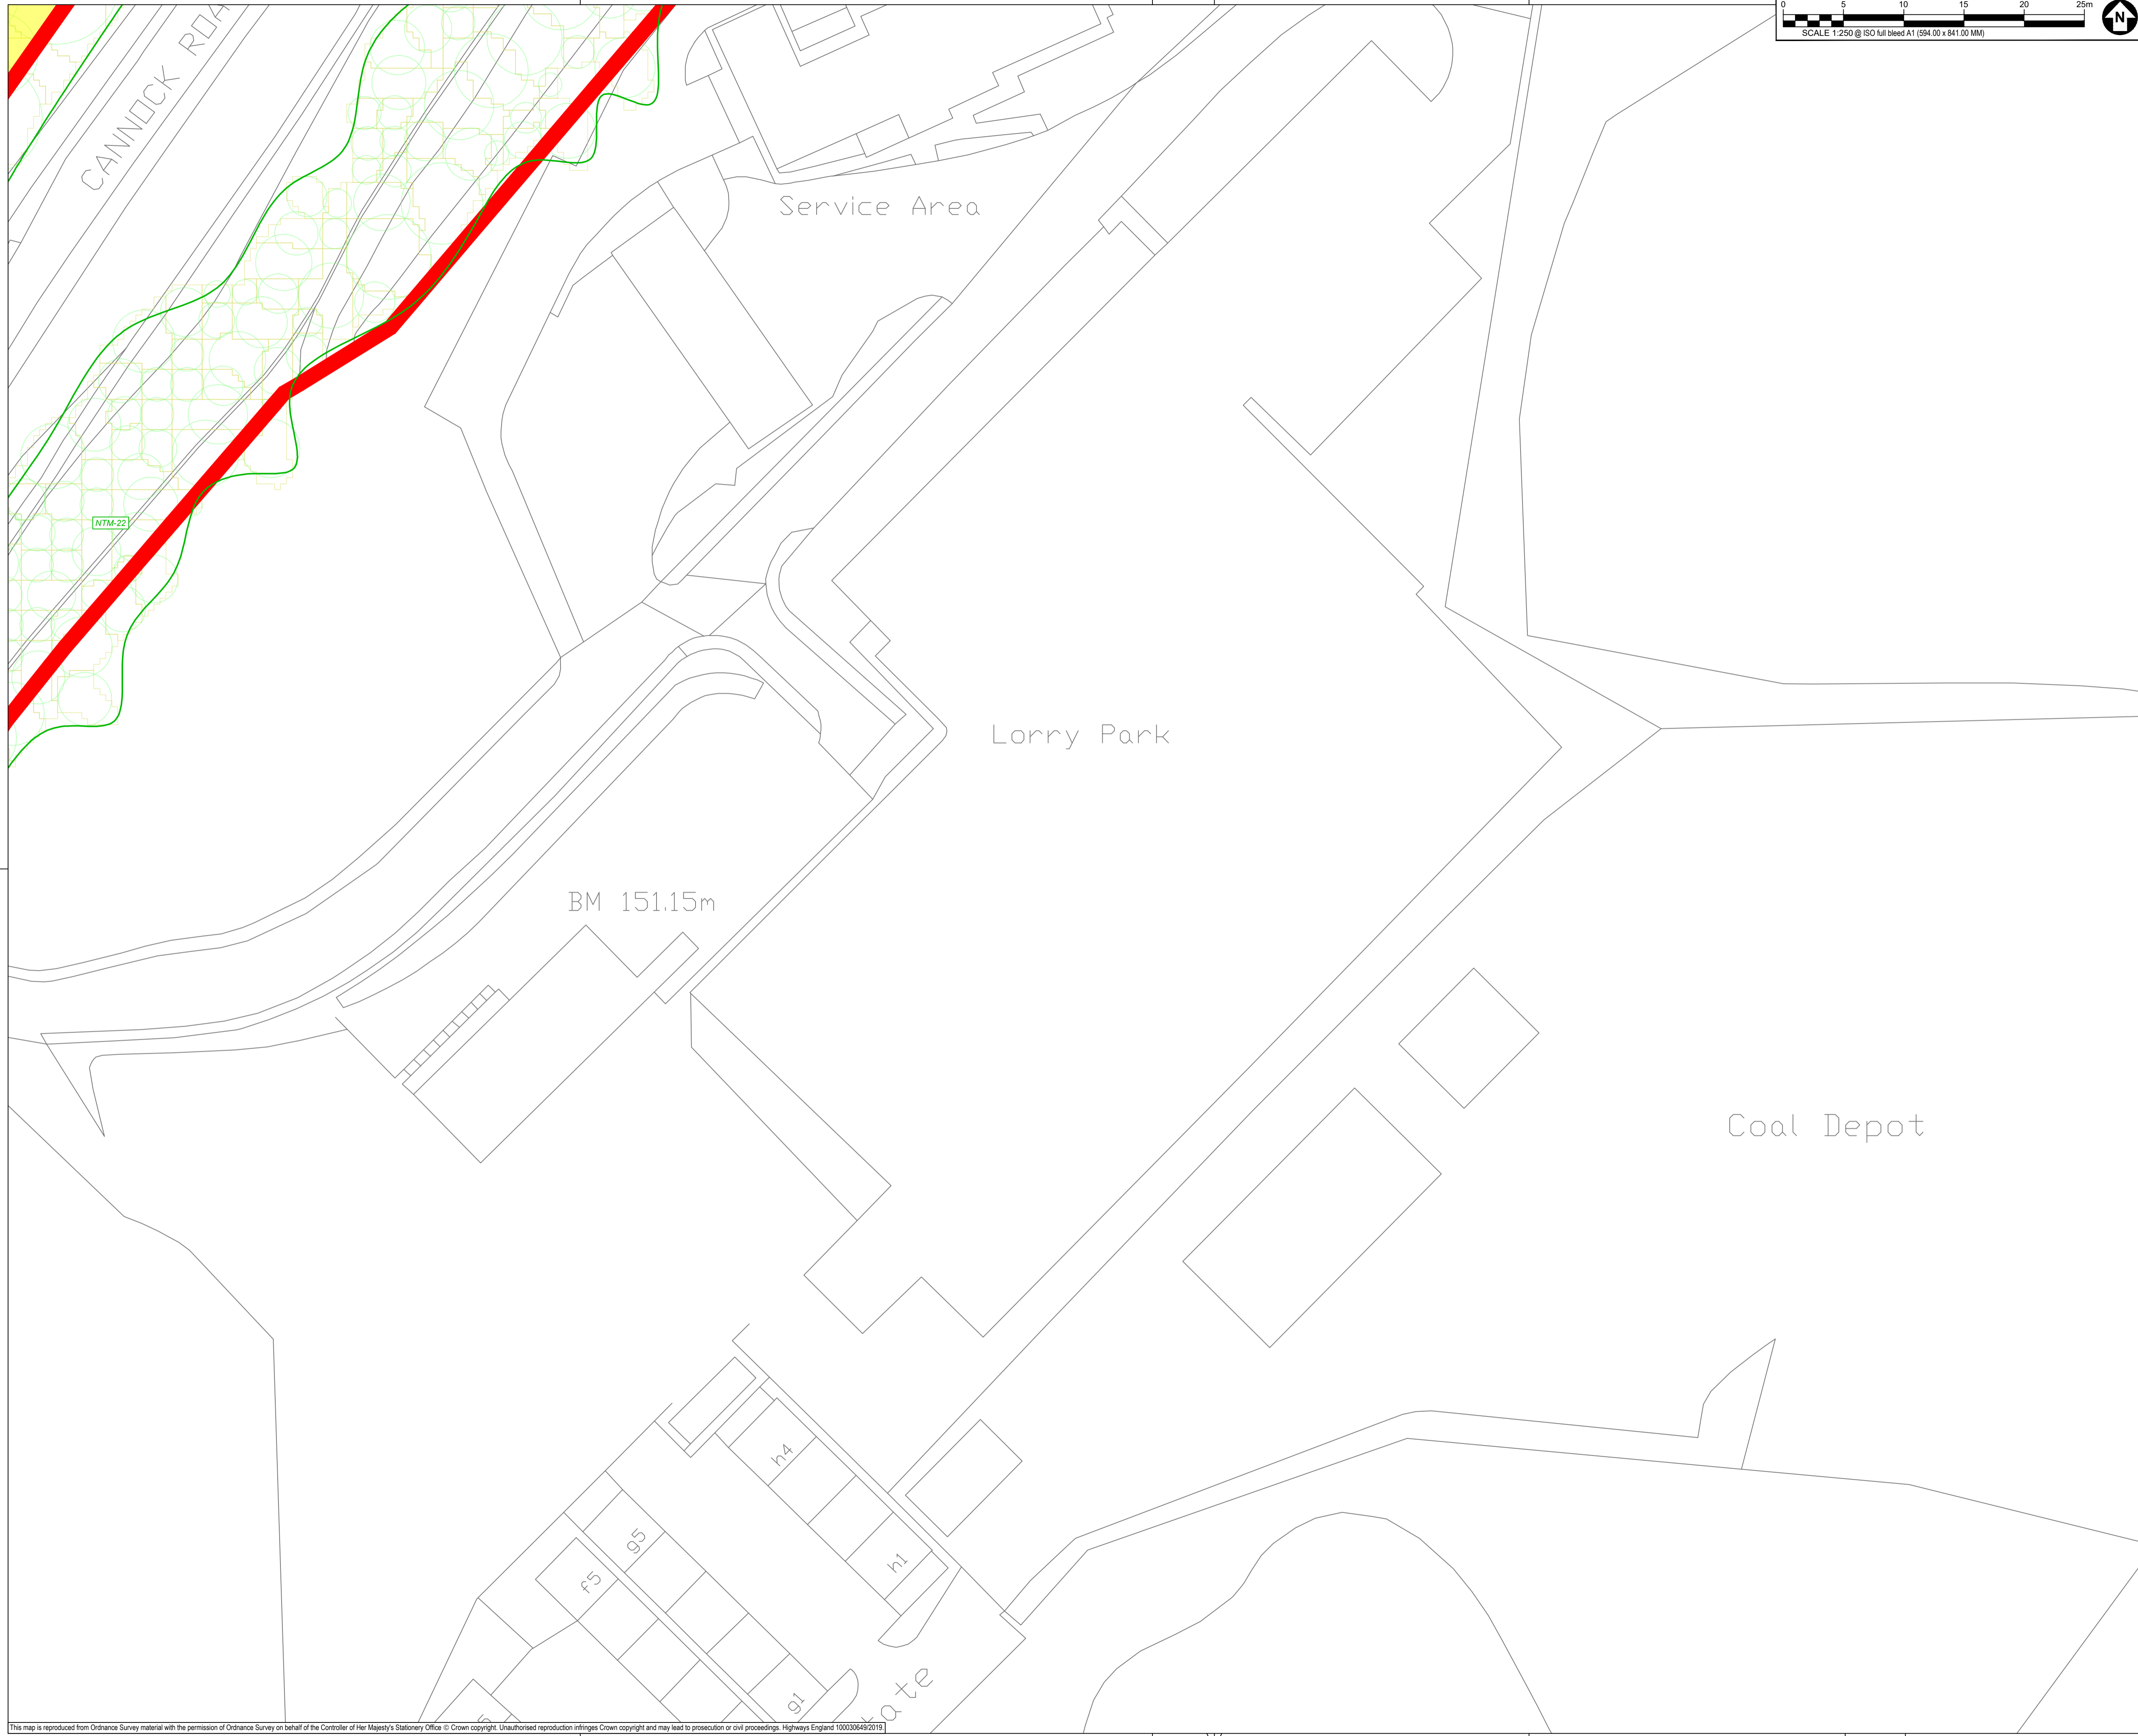 0 5 10 15 20 25m
SCALE 1:250 @ ISO full bleed A1 (594.00 x 841.00 MM)
N
CANNOCK ROA
Service Area
NTM-22
Lorry Park
BM 151.15m
Coal Depot
h4
h1
g5
f5
g1
This map is reproduced from Ordnance Survey material with the permission of Ordnance Survey on behalf of the Controller of Her Majesty's Stationery Office © Crown copyright. Unauthorised reproduction infringes Crown copyright and may lead to prosecution or civil proceedings. Highways England 100030649/2019.